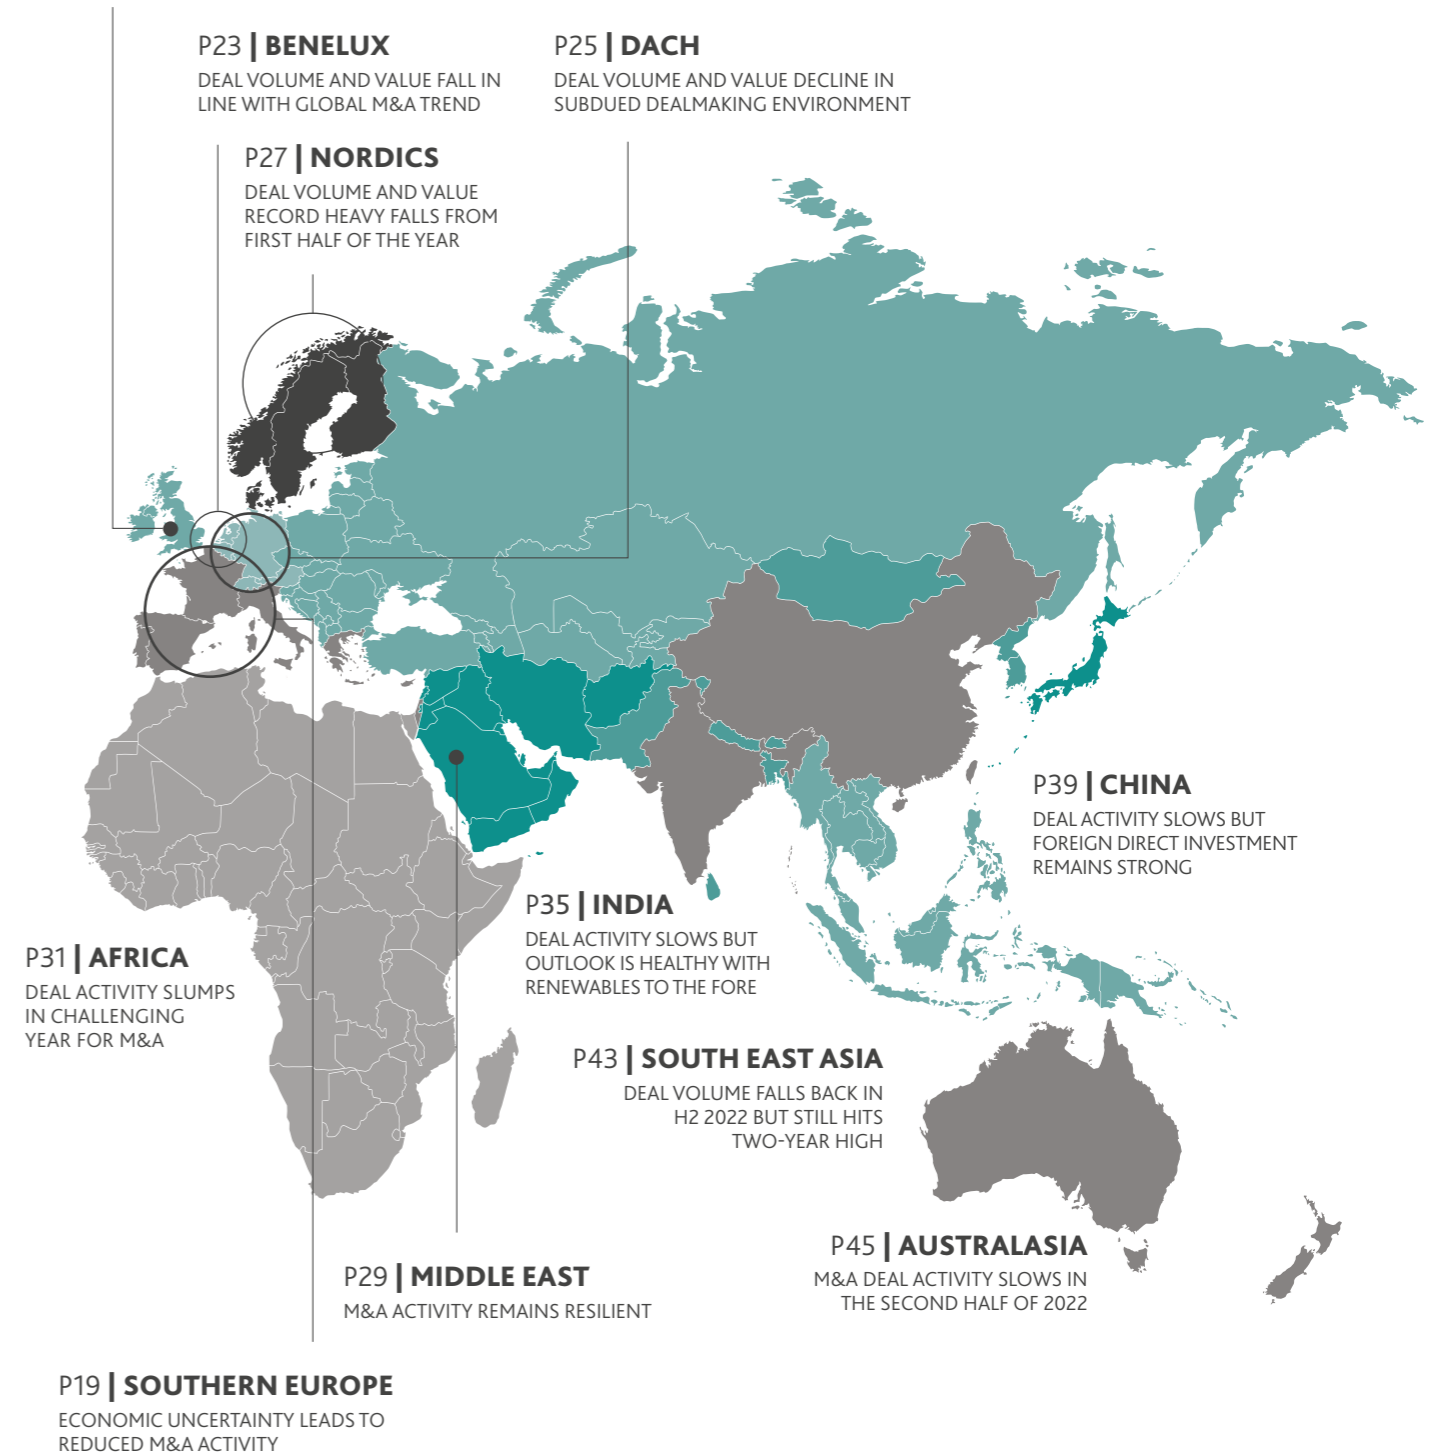 P23 | BENELUX
DEAL VOLUME AND VALUE FALL IN
LINE WITH GLOBAL M&A TREND
P25 | DACH
DEAL VOLUME AND VALUE DECLINE IN
SUBDUED DEALMAKING ENVIRONMENT
P27 | NORDICS
DEAL VOLUME AND VALUE
RECORD HEAVY FALLS FROM
FIRST HALF OF THE YEAR
P39 | CHINA
DEAL ACTIVITY SLOWS BUT
FOREIGN DIRECT INVESTMENT
REMAINS STRONG
P35 | INDIA
DEAL ACTIVITY SLOWS BUT
OUTLOOK IS HEALTHY WITH
RENEWABLES TO THE FORE
P31 | AFRICA
DEAL ACTIVITY SLUMPS
IN CHALLENGING
YEAR FOR M&A
P43 | SOUTH EAST ASIA
DEAL VOLUME FALLS BACK IN
H2 2022 BUT STILL HITS
TWO-YEAR HIGH
P45 | AUSTRALASIA
M&A DEAL ACTIVITY SLOWS IN
THE SECOND HALF OF 2022
P29 | MIDDLE EAST
M&A ACTIVITY REMAINS RESILIENT
P19 | SOUTHERN EUROPE
ECONOMIC UNCERTAINTY LEADS TO
REDUCED M&A ACTIVITY